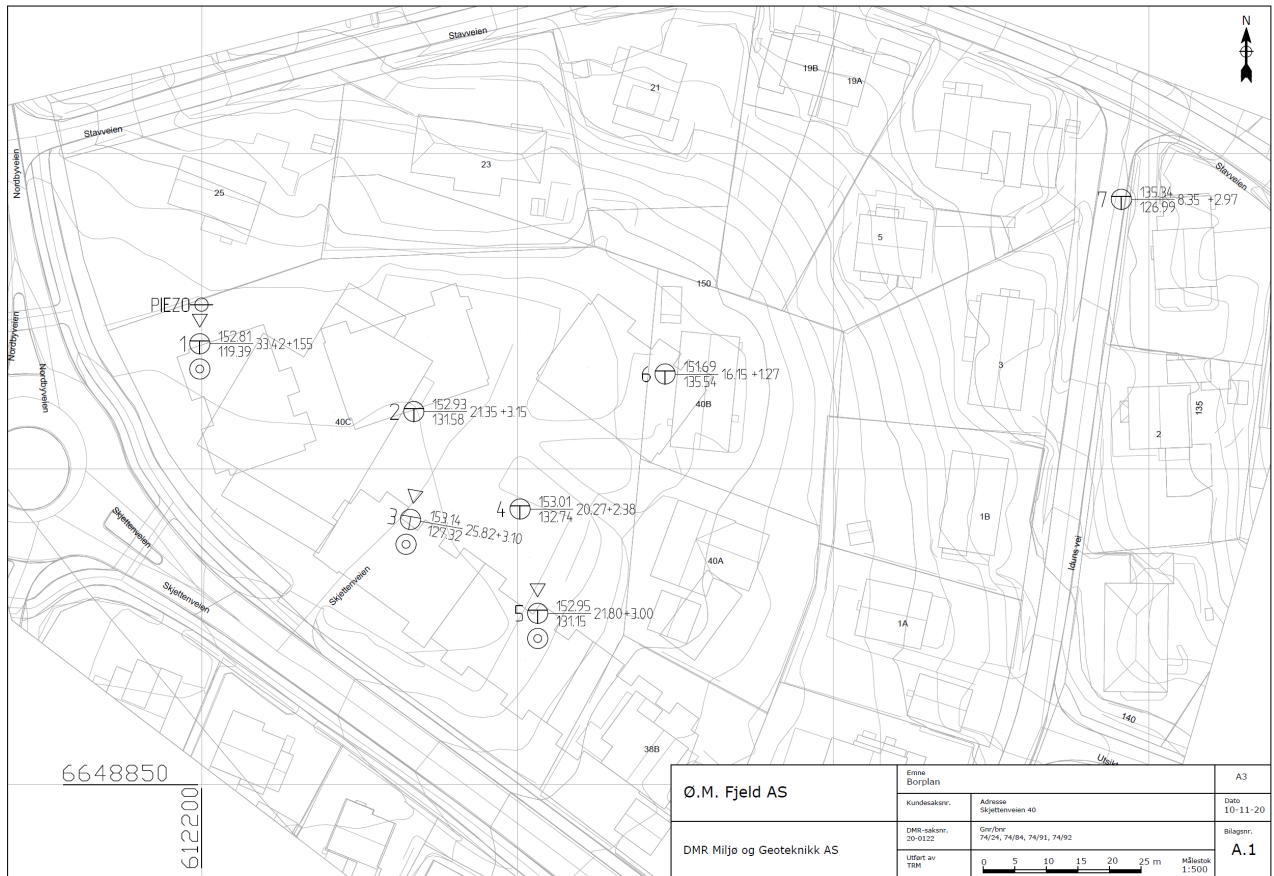 Stavveien
N
19B
19A
21
Stavveien
Nordbyveien
23
Stavveien
25
7
135.34
126.99
8.35 +2.97
5
150
PIEZO
Nordbyveien
1
152.81
119.39
33.42+1.55
3
6
151.69
135.54
16.15 +1.27
Nordbyveien
40B
2
152.93
131.58
21.35 +3.15
40C
135
2
4
153.01
132.74
20.27+2.38
3
153.14
127.32
25.82+3.10
Skjettenveien
1B
Iduns vei
40A
Skjettenveien
Skjettenveien
5
152.95
131.15
21.80+3.00
1A
140
38B
6648850
612200
Ø.M. Fjeld AS
Emne
Borplan
A3
Kundesaksnr.
Adresse
Skjettenveien 40
Dato
10-11-20
DMR Miljø og Geoteknikk AS
DMR-saksnr.
20-0122
Gnr/bnr
74/24, 74/84, 74/91, 74/92
Bilagsnr.
A.1
Utført av
TRM
0 5 10 15 20 25 m
Målestok
1:500